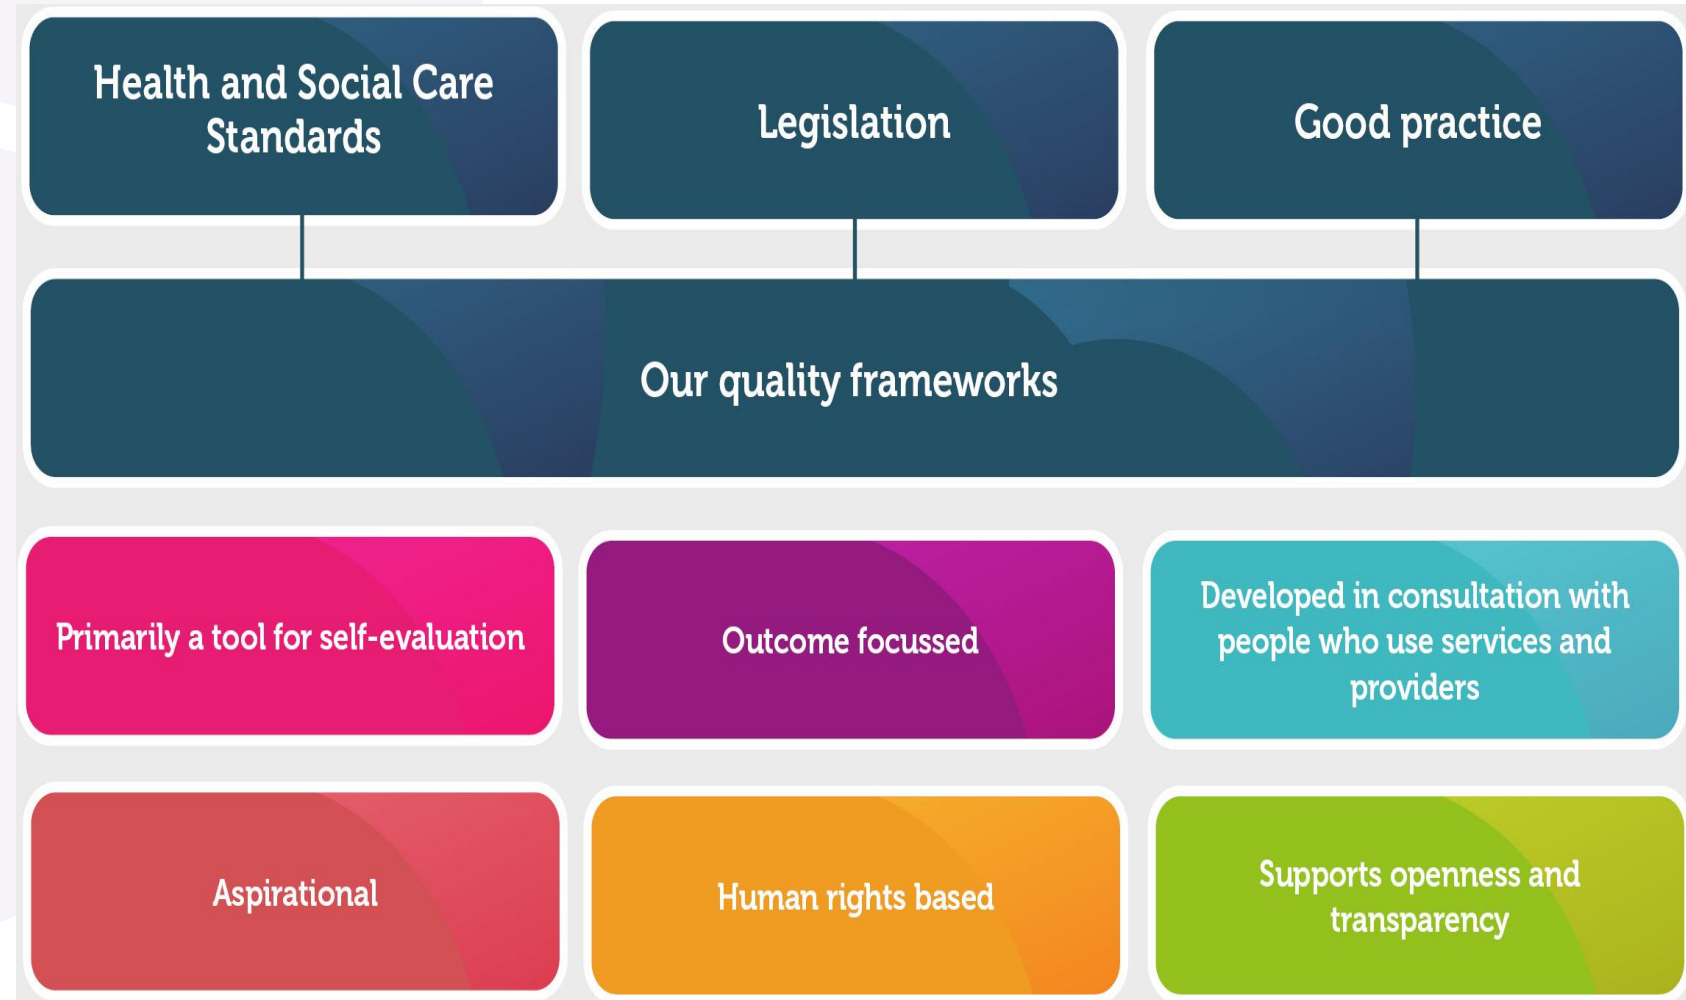 Health and Social Care
Standards
Legislation
Good practice
Our quality frameworks
Primarily a tool for self-evaluation
Outcome focussed
Developed in consultation with
people who use services and
providers
Aspirational
Human rights based
Supports openness and
transparency